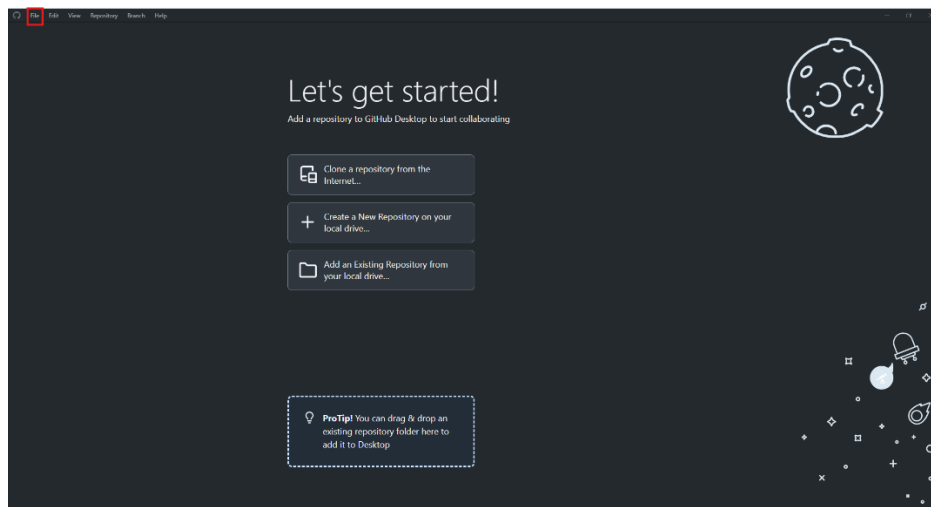 File Edit View Repository Branch Help
Let's get started!
Add a repository to GitHub Desktop to start collaborating
Clone a repository from the
Internet...
Create a New Repository on your
local drive...
Add an Existing Repository from
your local drive...
ProTip! You can drag & drop an
existing repository folder here to
add it to Desktop